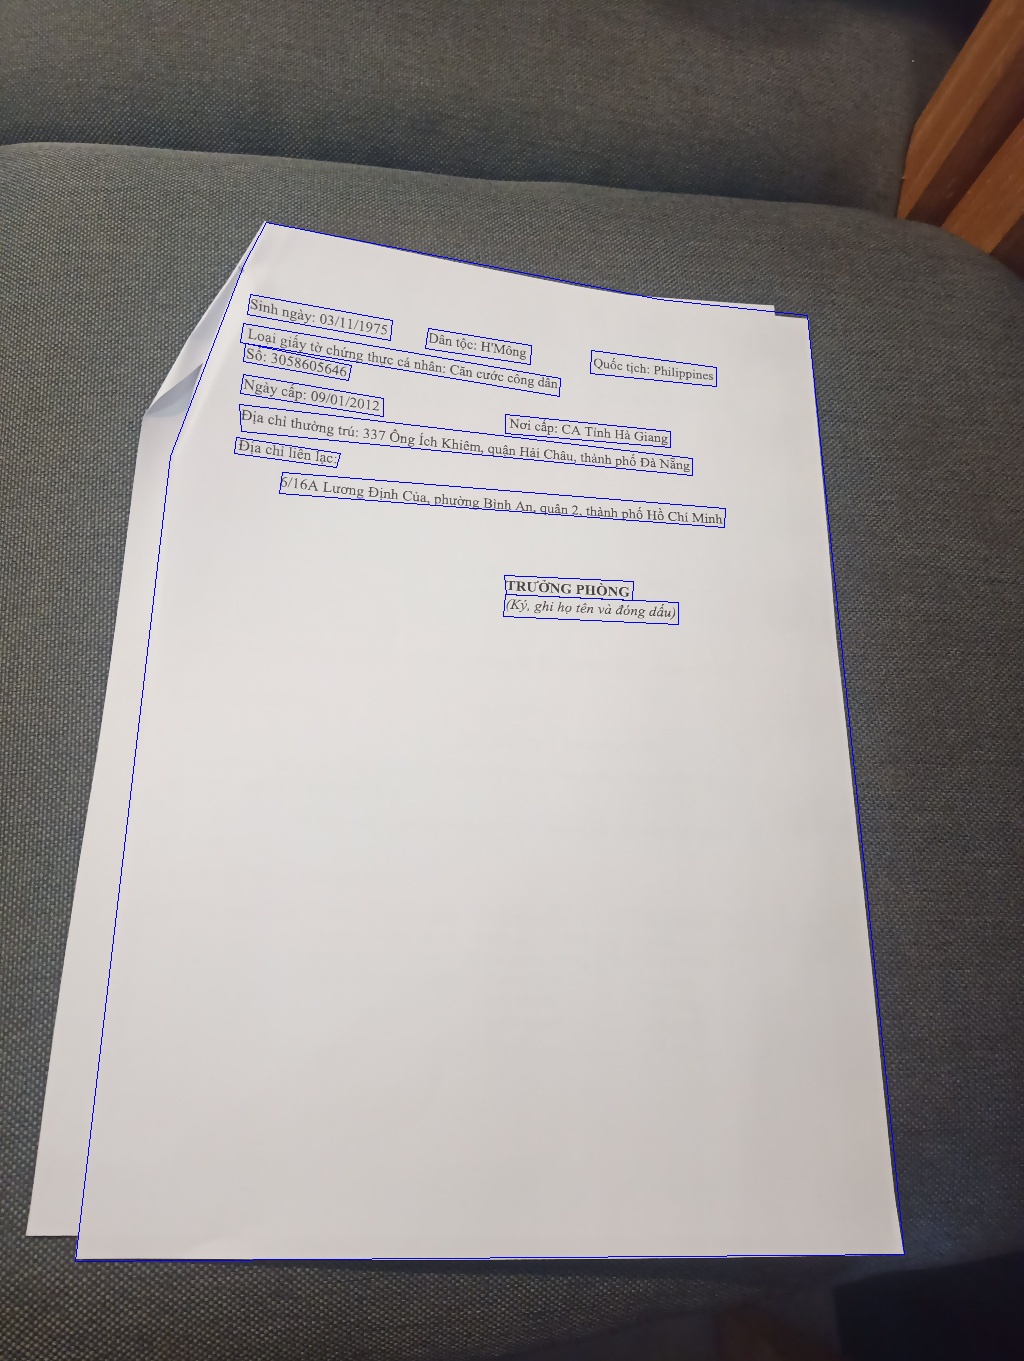 Sinh ngày: 03/11/1975 Dân tộc: H'Mông Quốc tịch: Philippines
Loại giấy tờ chứng thực cá nhân: Căn cước công dân
Số: 3058605646
Ngày cấp: 09/01/2012 Nơi cấp: CA Tỉnh Hà Giang
Địa chỉ thường trú: 337 Ông Ích Khiêm, quận Hải Châu, thành phố Đà Nẵng
Địa chỉ liên lạc:
6/16A Lương Định Của, phường Bình An, quận 2, thành phố Hồ Chí Minh
TRƯỞNG PHÒNG
(Ký, ghi họ tên và đóng dấu)